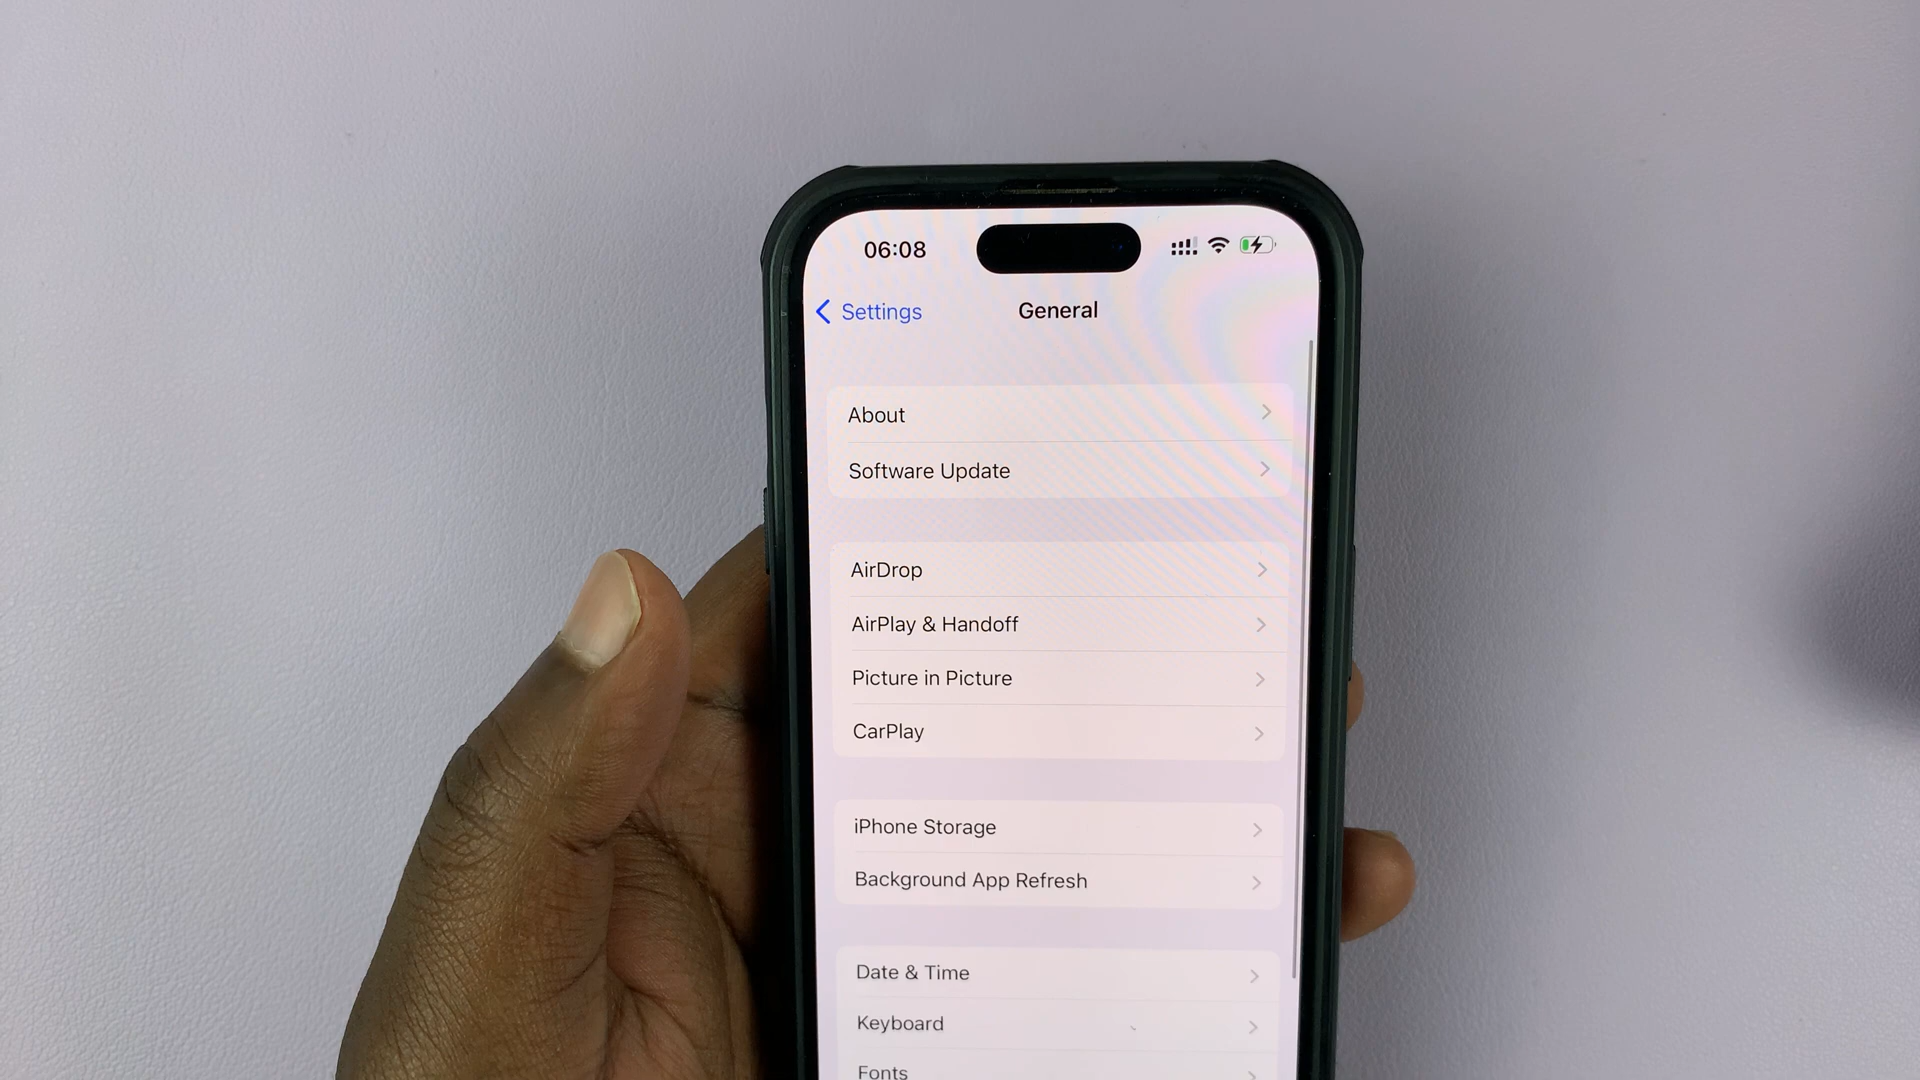 06:08
Settings
General
About
Software Update
AirDrop
AirPlay & Handoff
Picture in Picture
CarPlay
iPhone Storage
Background App Refresh
Date & Time
Keyboard
Fonts